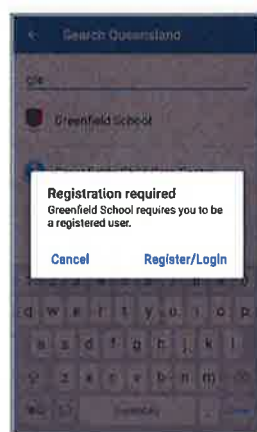 Search Queensland
gre
Greenfield School
Registration required
Greenfield School requires you to be
a registered user.
Cancel
Register/Login
q w e r t y u i o p
a s d f g h j k l
z x c v b n m